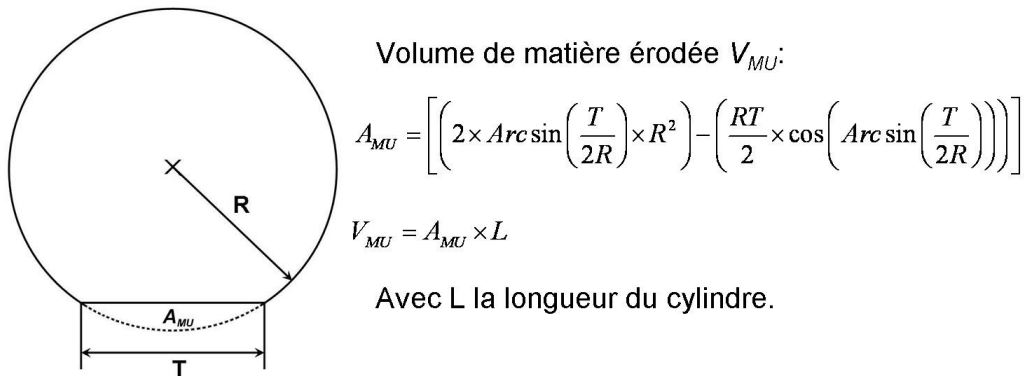 Volume de matière érodée V_MU:
A_MU = [(2 × Arc sin(T/2R) × R²) − (RT/2 × cos(Arc sin(T/2R)))]
V_MU = A_MU × L
Avec L la longueur du cylindre.
R
A_MU
T